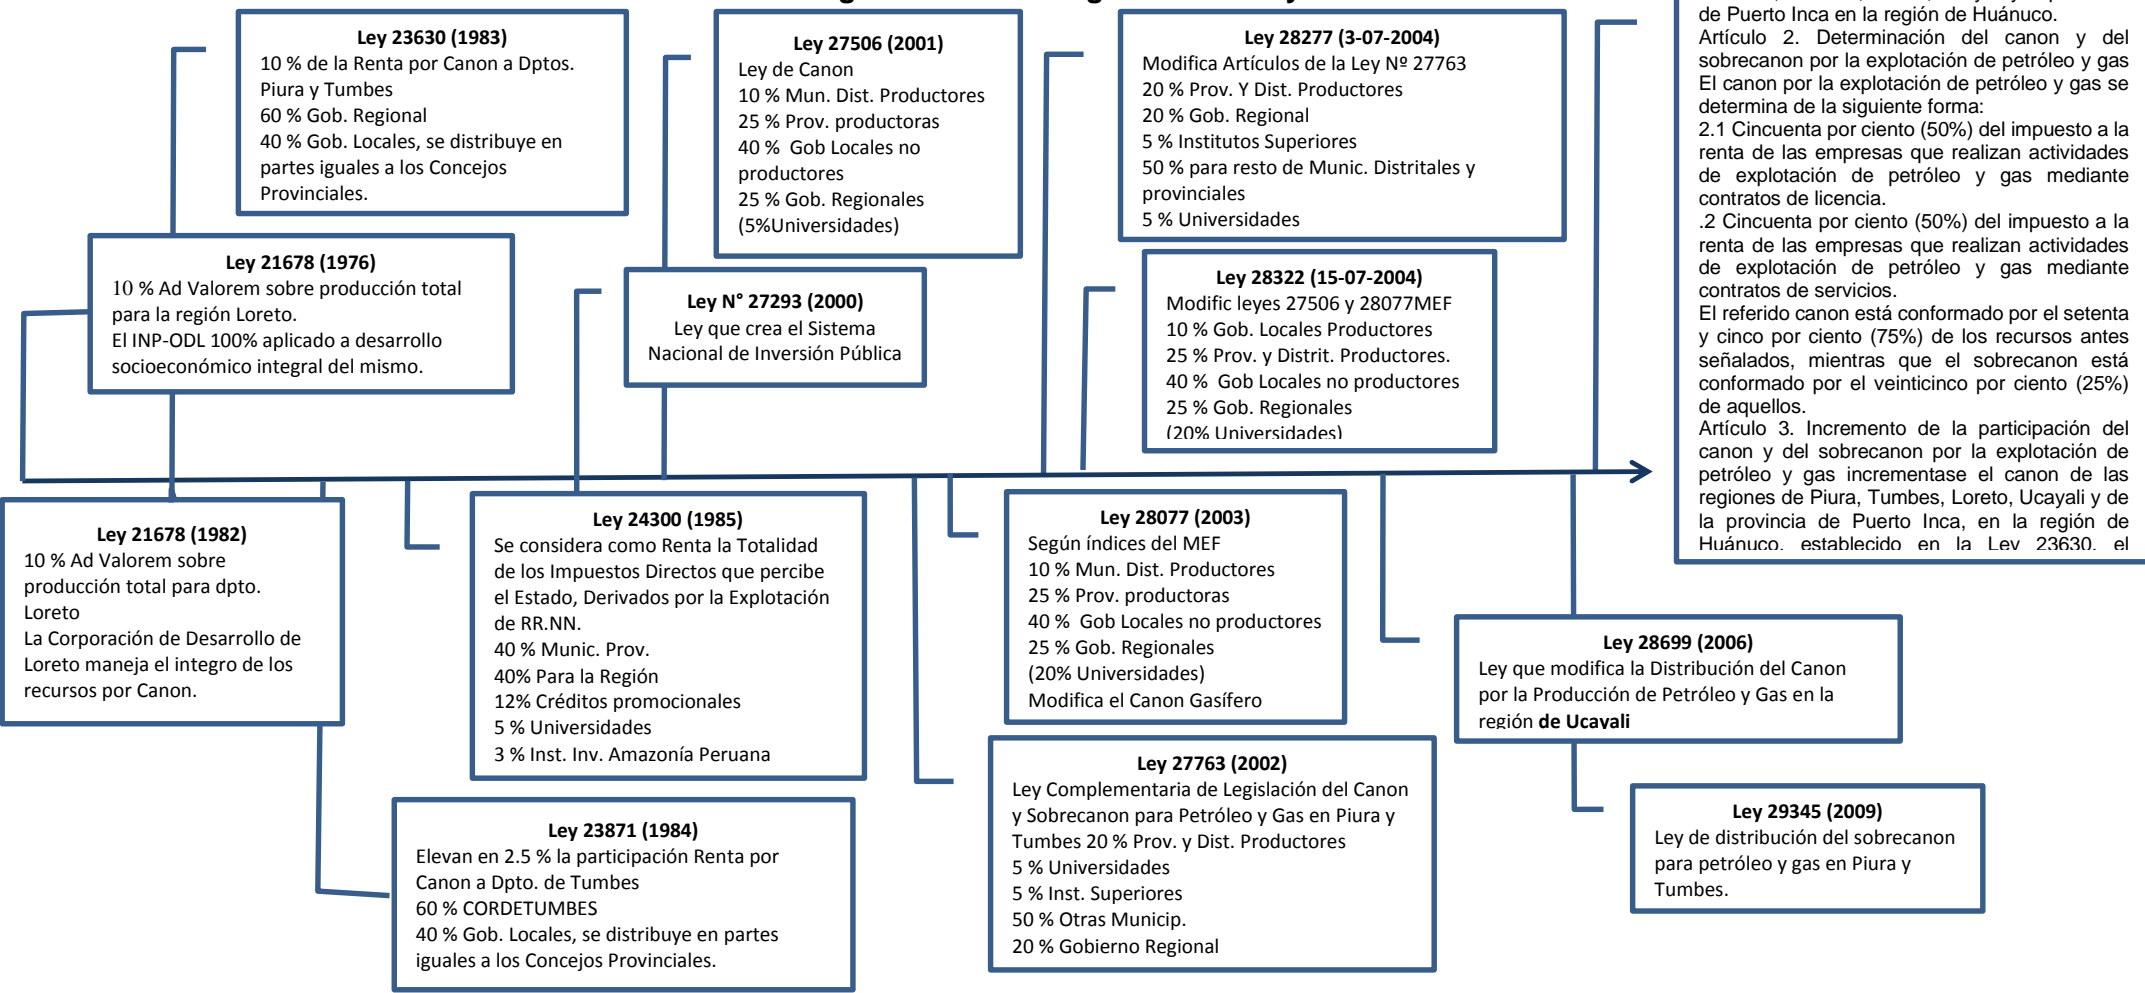 Ley 23630 (1983)
10 % de la Renta por Canon a Dptos.
Piura y Tumbes
60 % Gob. Regional
40 % Gob. Locales, se distribuye en
partes iguales a los Concejos
Provinciales.
Ley 27506 (2001)
Ley de Canon
10 % Mun. Dist. Productores
25 % Prov. productoras
40 % Gob Locales no
productores
25 % Gob. Regionales
(5%Universidades)
Ley 28277 (3-07-2004)
Modifica Artículos de la Ley Nº 27763
20 % Prov. Y Dist. Productores
20 % Gob. Regional
5 % Institutos Superiores
50 % para resto de Munic. Distritales y
provinciales
5 % Universidades
de Puerto Inca en la región de Huánuco.
Artículo 2. Determinación del canon y del
sobrecanon por la explotación de petróleo y gas
El canon por la explotación de petróleo y gas se
determina de la siguiente forma:
2.1 Cincuenta por ciento (50%) del impuesto a la
renta de las empresas que realizan actividades
de explotación de petróleo y gas mediante
contratos de licencia.
.2 Cincuenta por ciento (50%) del impuesto a la
renta de las empresas que realizan actividades
de explotación de petróleo y gas mediante
contratos de servicios.
El referido canon está conformado por el setenta
y cinco por ciento (75%) de los recursos antes
señalados, mientras que el sobrecanon está
conformado por el veinticinco por ciento (25%)
de aquellos.
Artículo 3. Incremento de la participación del
canon y del sobrecanon por la explotación de
petróleo y gas incrementase el canon de las
regiones de Piura, Tumbes, Loreto, Ucayali y de
la provincia de Puerto Inca, en la región de
Huánuco, establecido en la Ley 23630, el
Ley 21678 (1976)
10 % Ad Valorem sobre producción total
para la región Loreto.
El INP-ODL 100% aplicado a desarrollo
socioeconómico integral del mismo.
Ley N° 27293 (2000)
Ley que crea el Sistema
Nacional de Inversión Pública
Ley 28322 (15-07-2004)
Modific leyes 27506 y 28077MEF
10 % Gob. Locales Productores
25 % Prov. y Distrit. Productores.
40 % Gob Locales no productores
25 % Gob. Regionales
(20% Universidades)
Ley 21678 (1982)
10 % Ad Valorem sobre
producción total para dpto.
Loreto
La Corporación de Desarrollo de
Loreto maneja el integro de los
recursos por Canon.
Ley 24300 (1985)
Se considera como Renta la Totalidad
de los Impuestos Directos que percibe
el Estado, Derivados por la Explotación
de RR.NN.
40 % Munic. Prov.
40% Para la Región
12% Créditos promocionales
5 % Universidades
3 % Inst. Inv. Amazonía Peruana
Ley 28077 (2003)
Según índices del MEF
10 % Mun. Dist. Productores
25 % Prov. productoras
40 % Gob Locales no productores
25 % Gob. Regionales
(20% Universidades)
Modifica el Canon Gasífero
Ley 28699 (2006)
Ley que modifica la Distribución del Canon
por la Producción de Petróleo y Gas en la
región de Ucayali
Ley 23871 (1984)
Elevan en 2.5 % la participación Renta por
Canon a Dpto. de Tumbes
60 % CORDETUMBES
40 % Gob. Locales, se distribuye en partes
iguales a los Concejos Provinciales.
Ley 27763 (2002)
Ley Complementaria de Legislación del Canon
y Sobrecanon para Petróleo y Gas en Piura y
Tumbes 20 % Prov. y Dist. Productores
5 % Universidades
5 % Inst. Superiores
50 % Otras Municip.
20 % Gobierno Regional
Ley 29345 (2009)
Ley de distribución del sobrecanon
para petróleo y gas en Piura y
Tumbes.